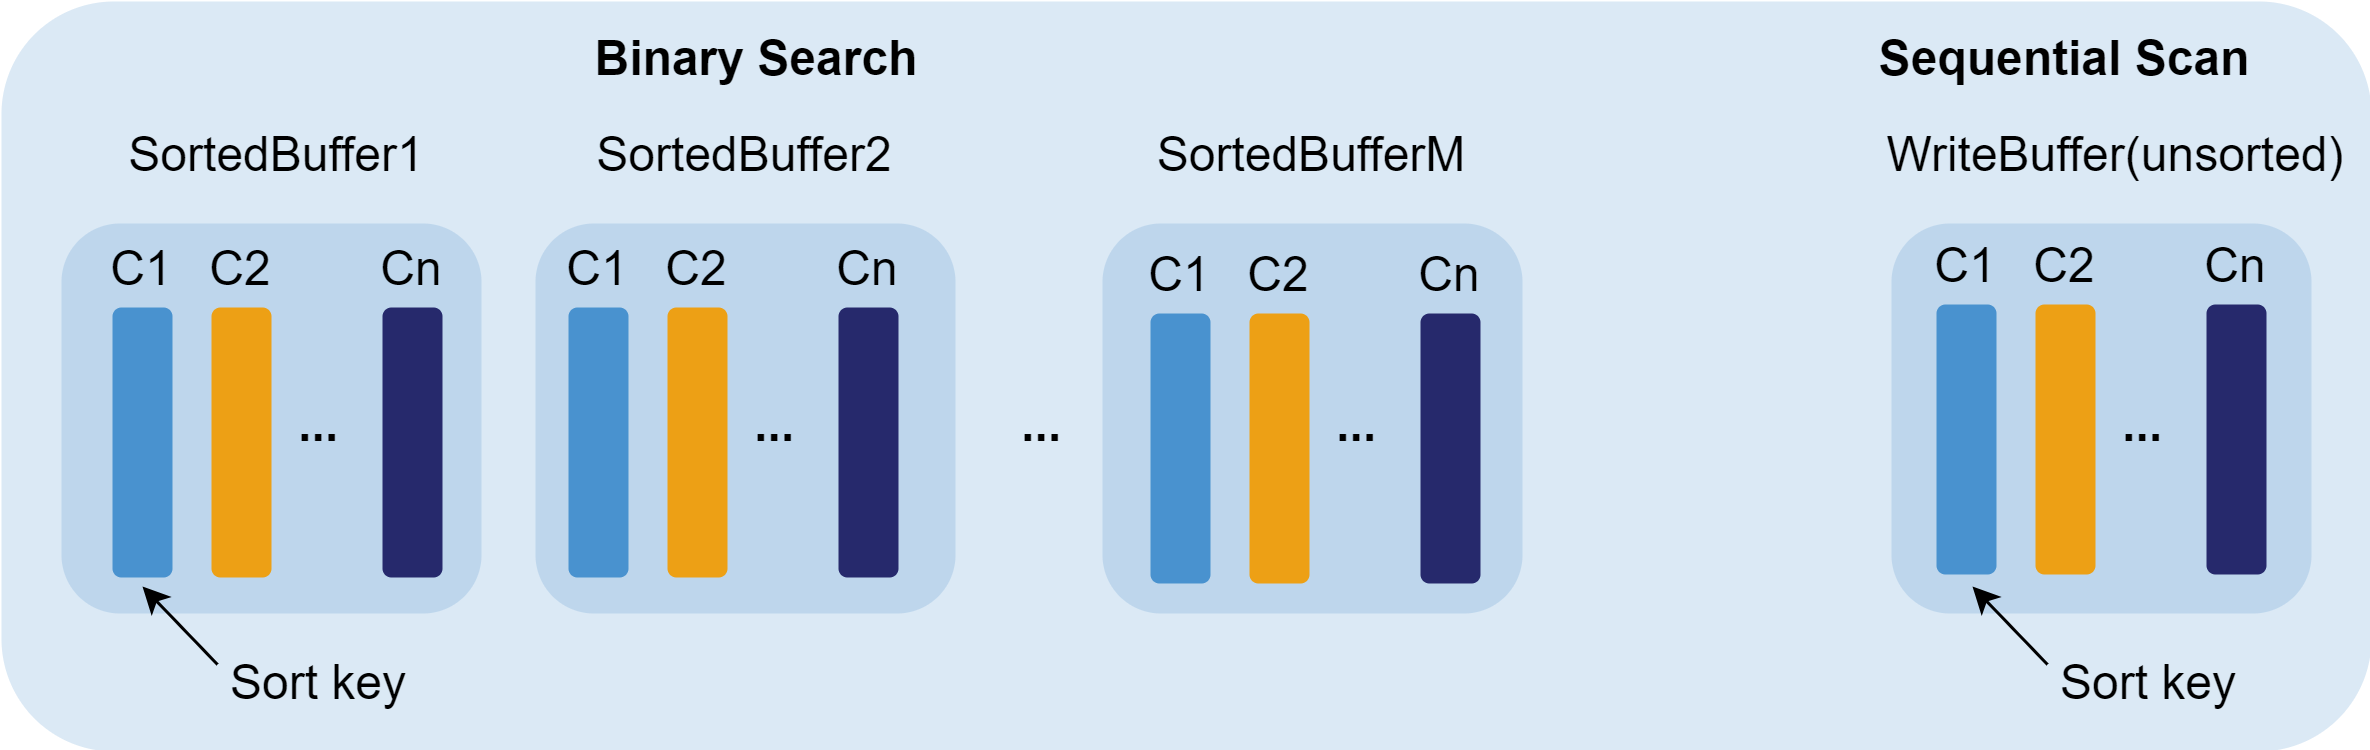 Binary Search
Sequential Scan
SortedBuffer1
SortedBuffer2
SortedBufferM
WriteBuffer(unsorted)
C1 C2 Cn
...
C1 C2 Cn
...
...
C1 C2 Cn
...
C1 C2 Cn
...
Sort key
Sort key